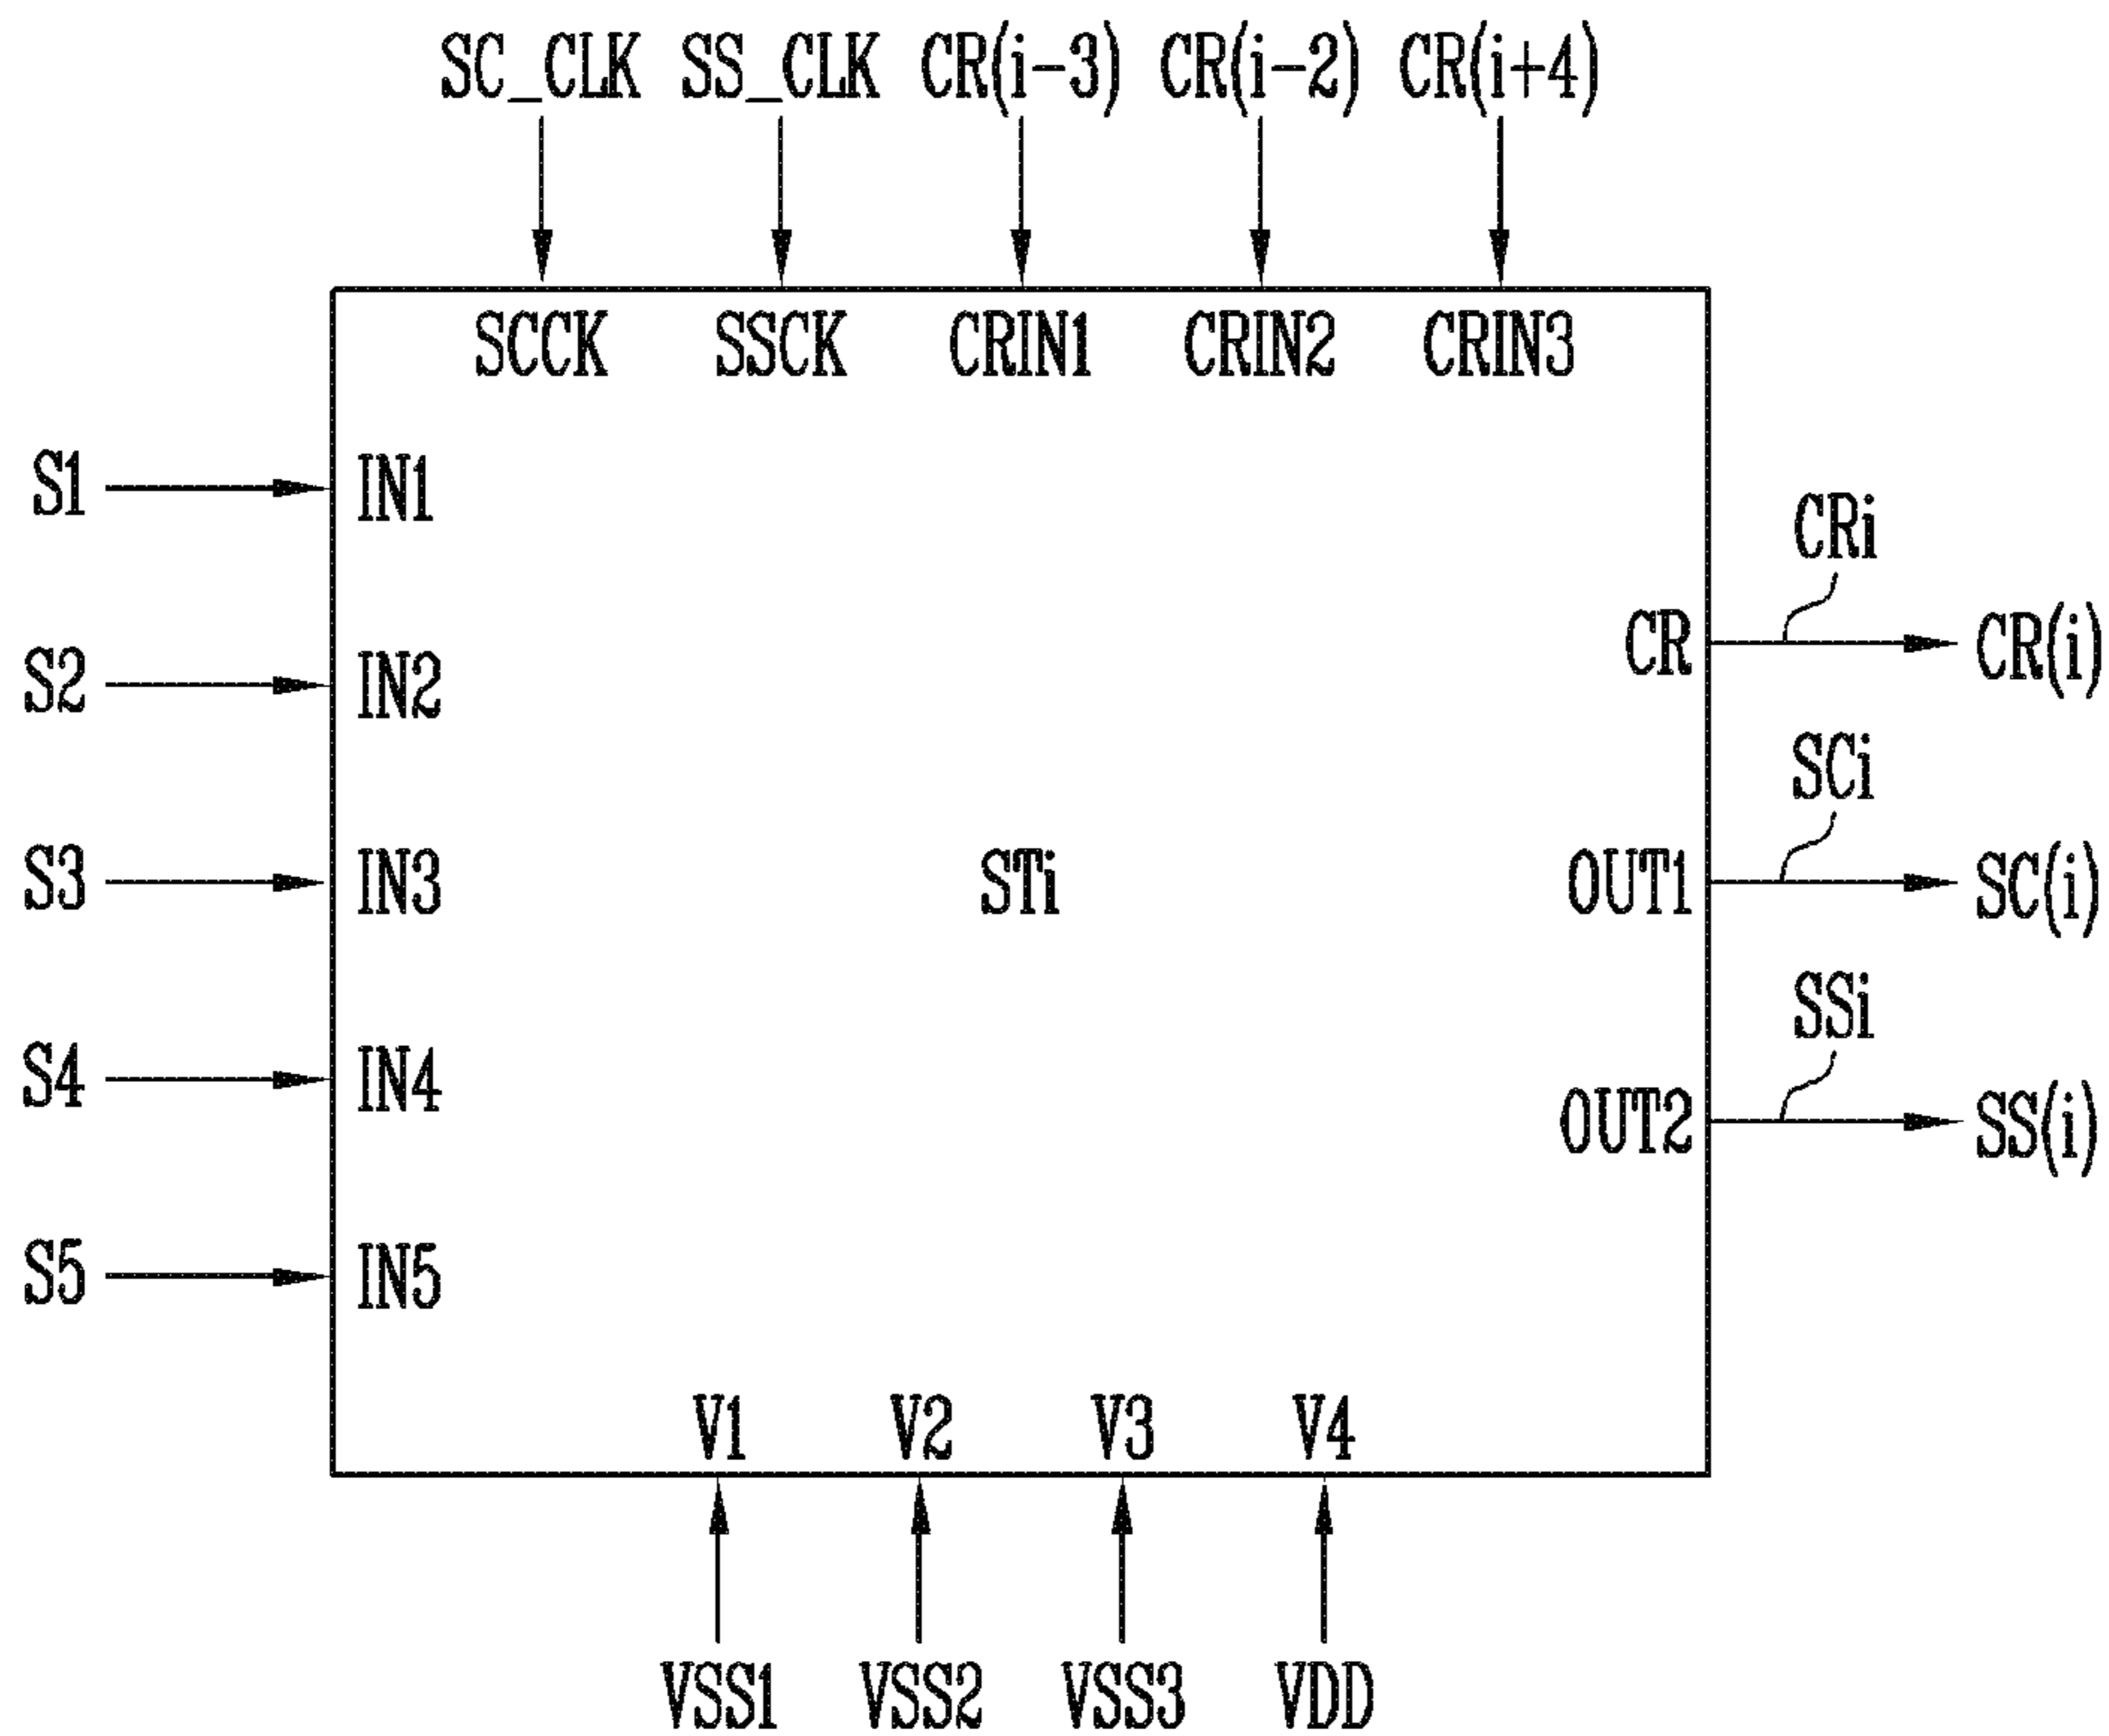 SC_CLK SS_CLK CR(i-3) CR(i-2) CR(i+4)
SCCK SSCK CRIN1 CRIN2 CRIN3
S1 IN1
CRi
CR CR(i)
S2 IN2
SCi
S3 IN3 STi OUT1 SC(i)
SSi
S4 IN4
OUT2 SS(i)
S5 IN5
V1 V2 V3 V4
VSS1 VSS2 VSS3 VDD